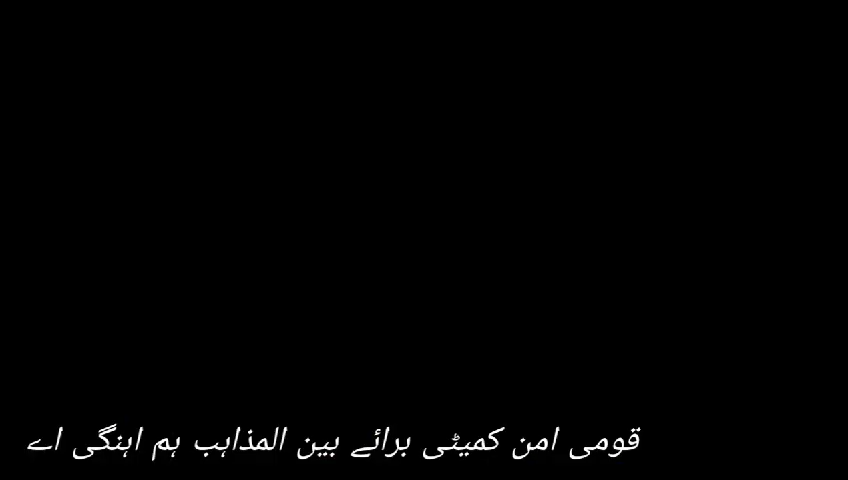 قومی امن کمیٹی برائے بین المذاہب ہم اہنگی اے